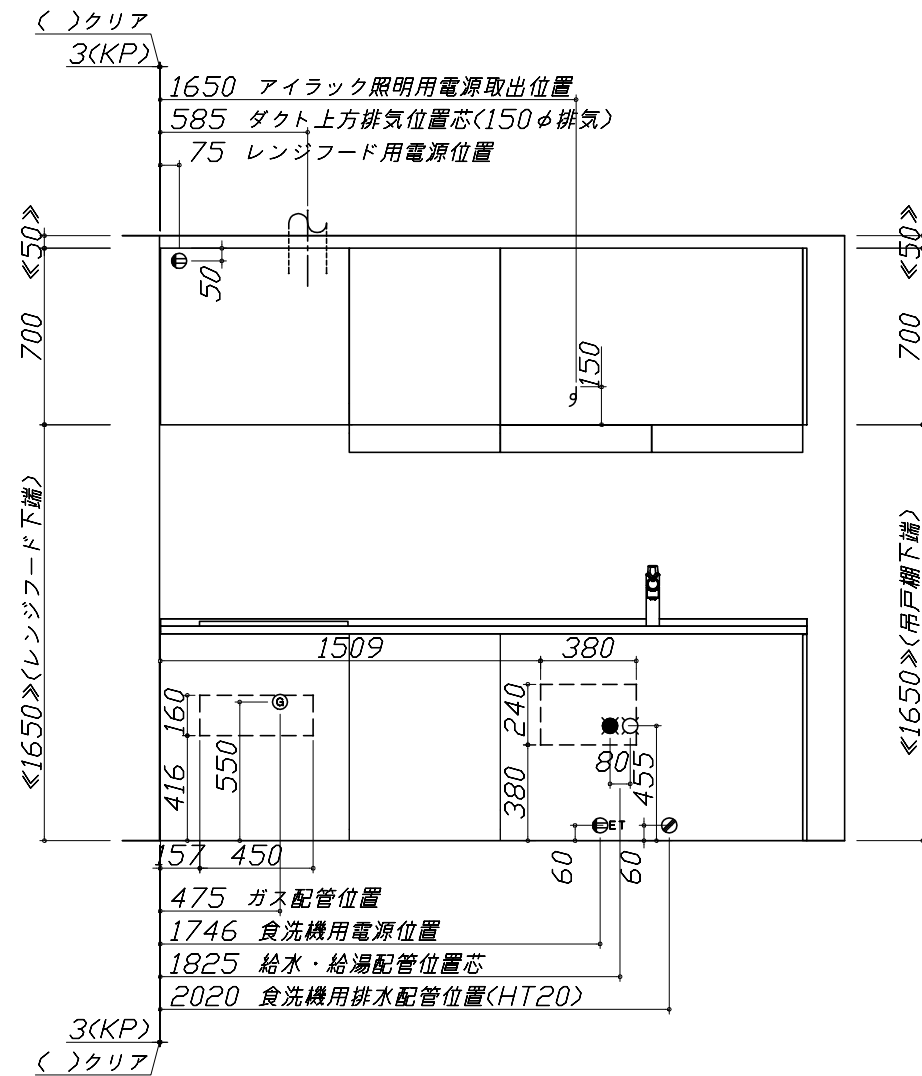 ( )クリア
3(KP)
1650 アイラック照明用電源取出位置
585 ダクト上方排気位置芯(150φ排気)
75 レンジフード用電源位置
≪50≫
≪50≫
50
700
700
150
≪1650≫(レンジフード下端)
≪1650≫(吊戸棚下端)
1509
380
160
G
240
550
416
80
455
380
ET
157
450
60
60
475 ガス配管位置
1746 食洗機用電源位置
1825 給水・給湯配管位置芯
2020 食洗機用排水配管位置(HT20)
3(KP)
( )クリア